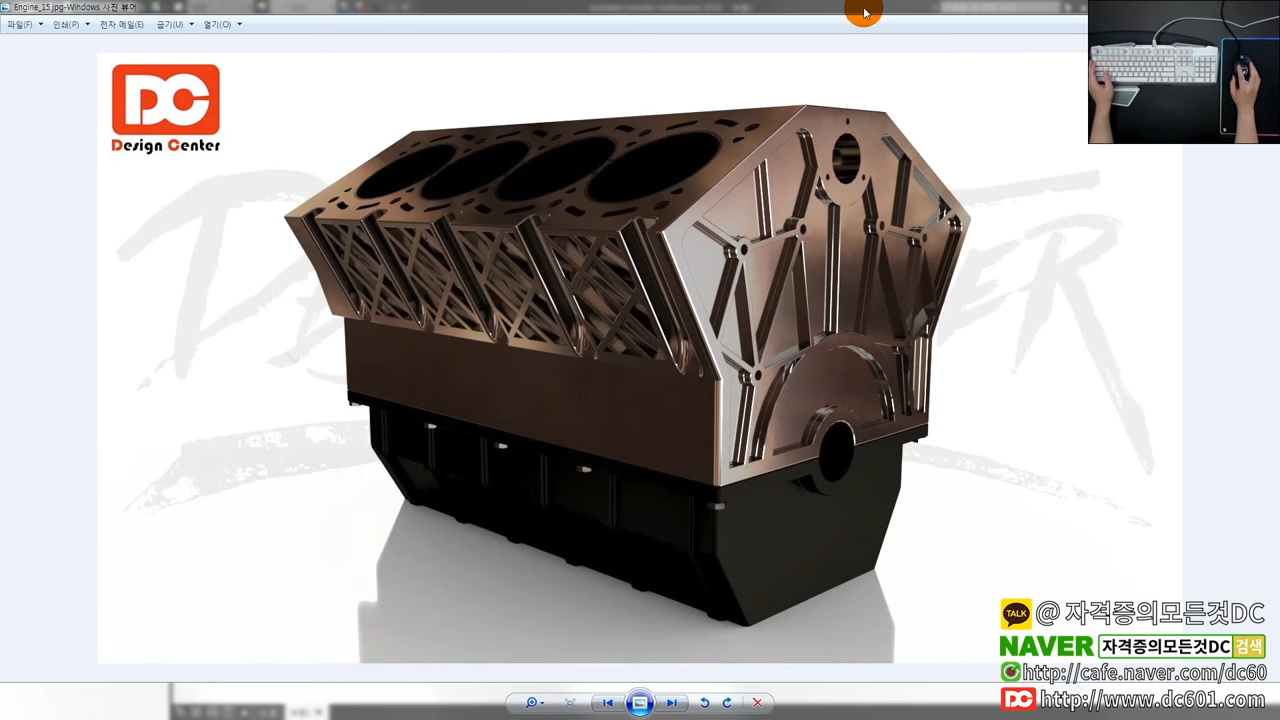 Engine_15.jpg-Windows 사진 뷰어
파일(F) 인쇄(P) 전자 메일(E) 굽기(U) 열기(O)
DC
Design Center
TALK @ 자격증의모든것DC
NAVER 자격증의모든것DC 검색
http://cafe.naver.com/dc60
DC http://www.dc601.com